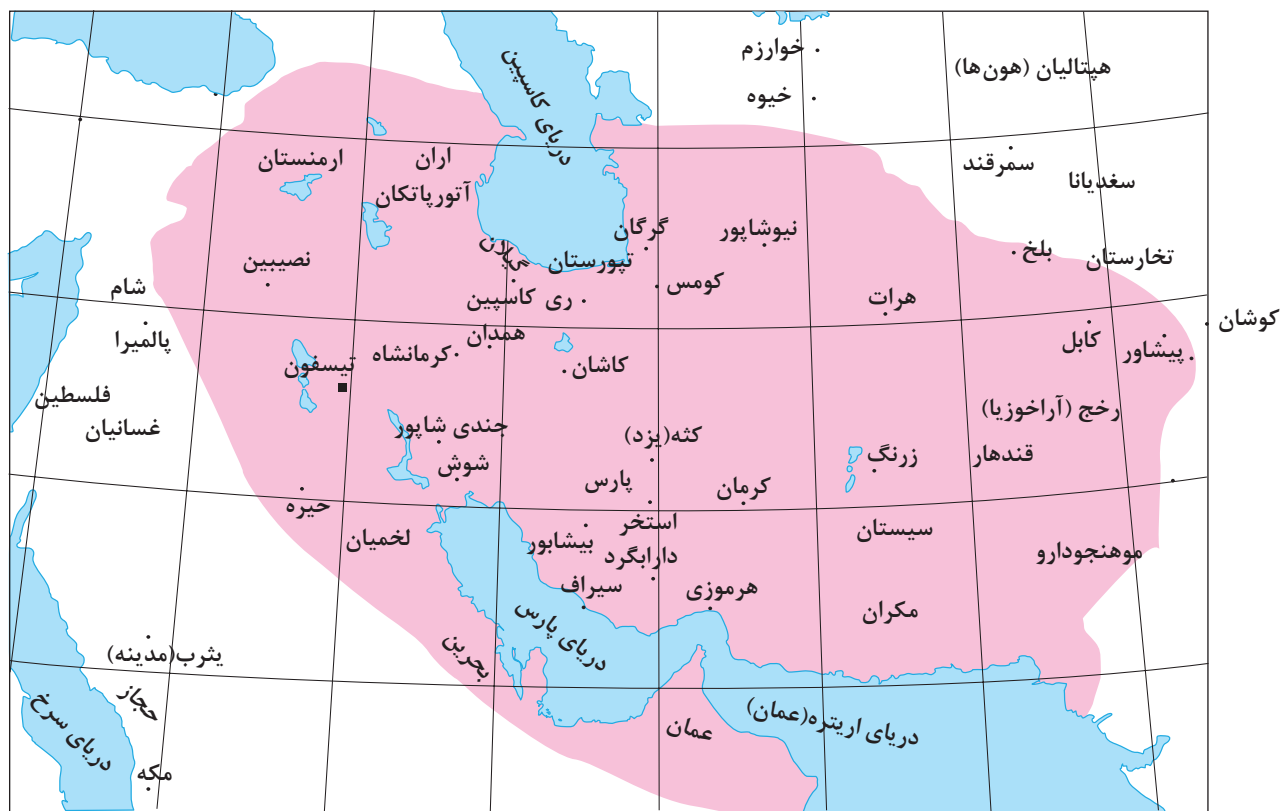 خوارزم
هپتالیان (هون‌ها)
خیوه
دریای کاسپین
سمرقند
سغدیانا
ارمنستان
اران
آتورپاتکان
گرگان
نیوشاپور
بلخ
تخارستان
نصیبین
گیلان
تپورستان
کومس
شام
ری
کاسپین
هرات
کوشان
پالمیرا
همدان
کرمانشاه
کاشان
کابل
پیشاور
تیسفون
فلسطین
غسانیان
رخج (آراخوزیا)
جندی شاپور
کثه(یزد)
زرنگ
قندهار
شوش
پارس
کرمان
حیره
استخر
سیستان
لخمیان
بیشابور
دارابگرد
موهنجودارو
سیراف
هرموزی
مکران
دریای پارس
یثرب(مدینه)
بحرین
حجاز
دریای سرخ
عمان
دریای اریتره(عمان)
مکه